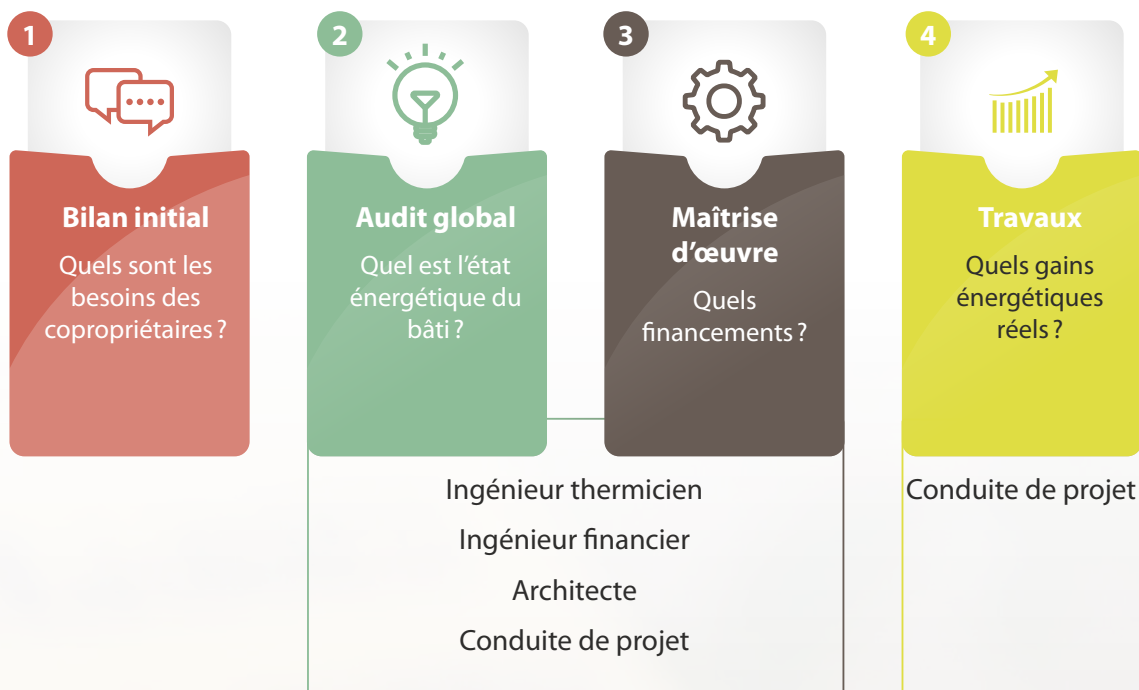 1
Bilan initial
Quels sont les
besoins des
copropriétaires ?
2
Audit global
Quel est l’état
énergétique du
bâti ?
3
Maîtrise
d’œuvre
Quels
financements ?
4
Travaux
Quels gains
énergétiques
réels ?
Ingénieur thermicien
Ingénieur financier
Architecte
Conduite de projet
Conduite de projet